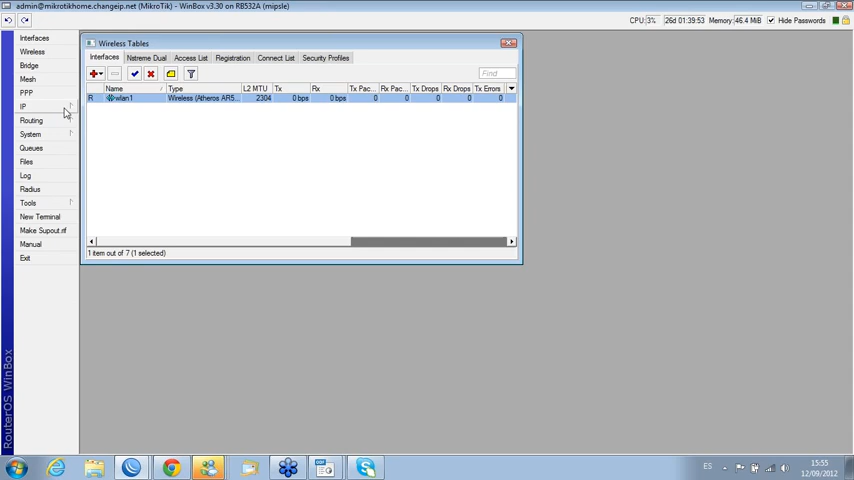 admin@mikrotikhome.changeip.net (MikroTik) - WinBox v3.30 on RB532A (mipsle)
CPU: 3% 26d 01:39:53 Memory: 46.4 MiB Hide Passwords
Interfaces
Wireless
Bridge
Mesh
PPP
IP
Routing
System
Queues
Files
Log
Radius
Tools
New Terminal
Make Supout.rif
Manual
Exit
RouterOS WinBox
Wireless Tables
Interfaces Nstreme Dual Access List Registration Connect List Security Profiles
Find
Name Type L2 MTU Tx Rx Tx Pac... Rx Pac... Tx Drops Rx Drops Tx Errors
R wlan1 Wireless (Atheros AR5... 2304 0 bps 0 bps 0 0 0 0 0
1 item out of 7 (1 selected)
ES 15:55
12/09/2012